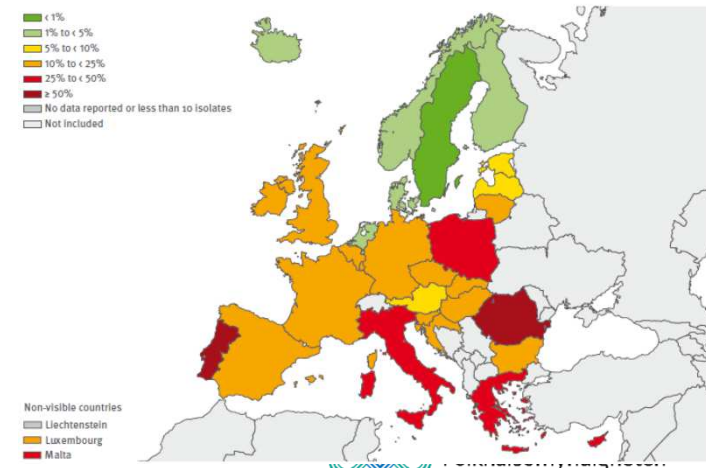 < 1%
1% to < 5%
5% to < 10%
10% to < 25%
25% to < 50%
≥ 50%
No data reported or less than 10 isolates
Not included
Non-visible countries
Liechtenstein
Luxembourg
Malta